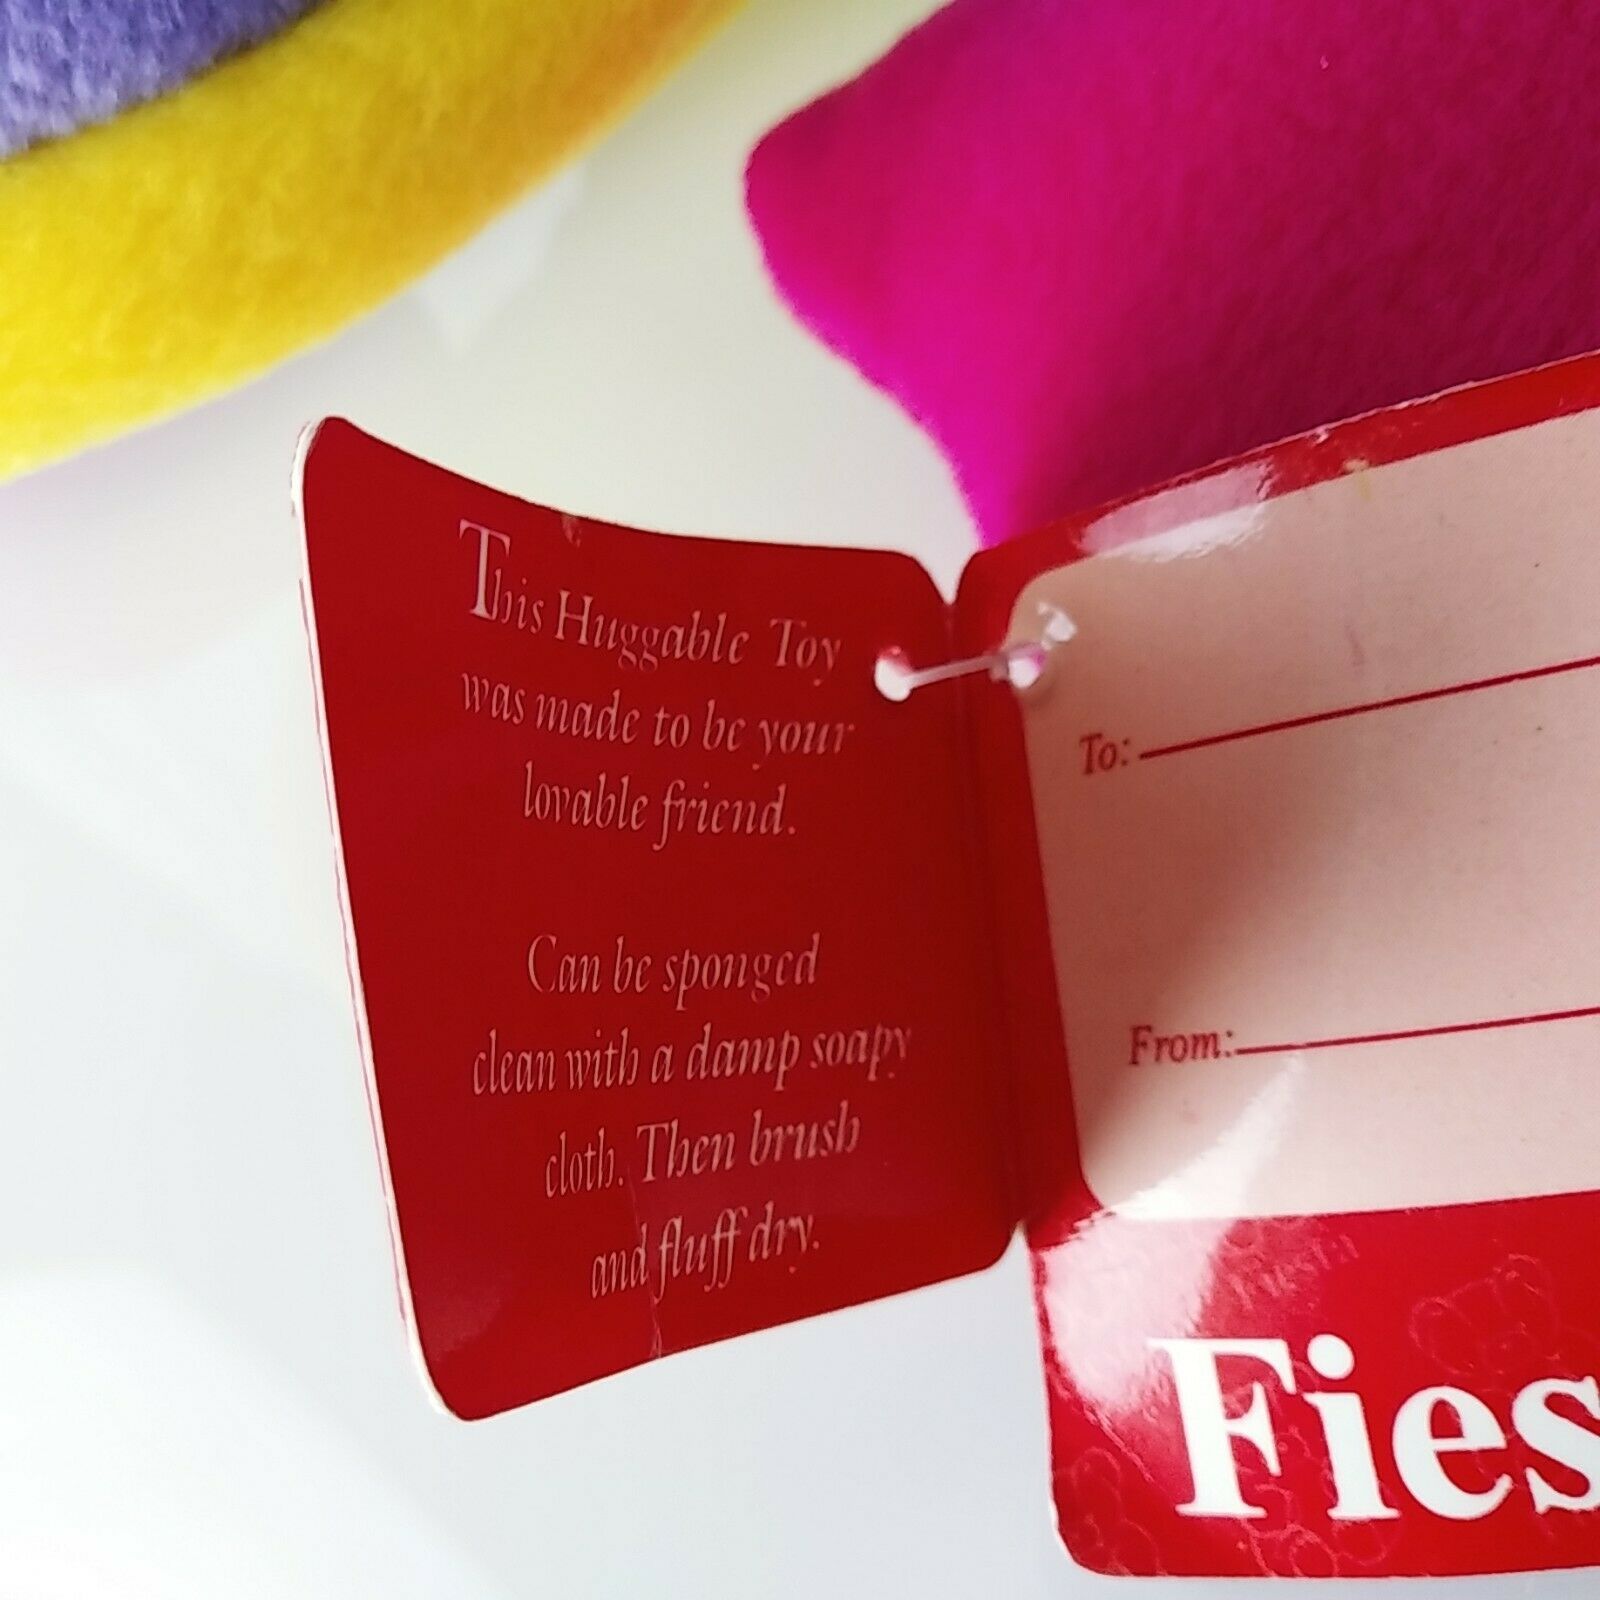 This Huggable Toy
was made to be your
lovable friend.
Can be sponged
clean with a damp soapy
cloth. Then brush
and fluff dry.
To:
From:
Fies